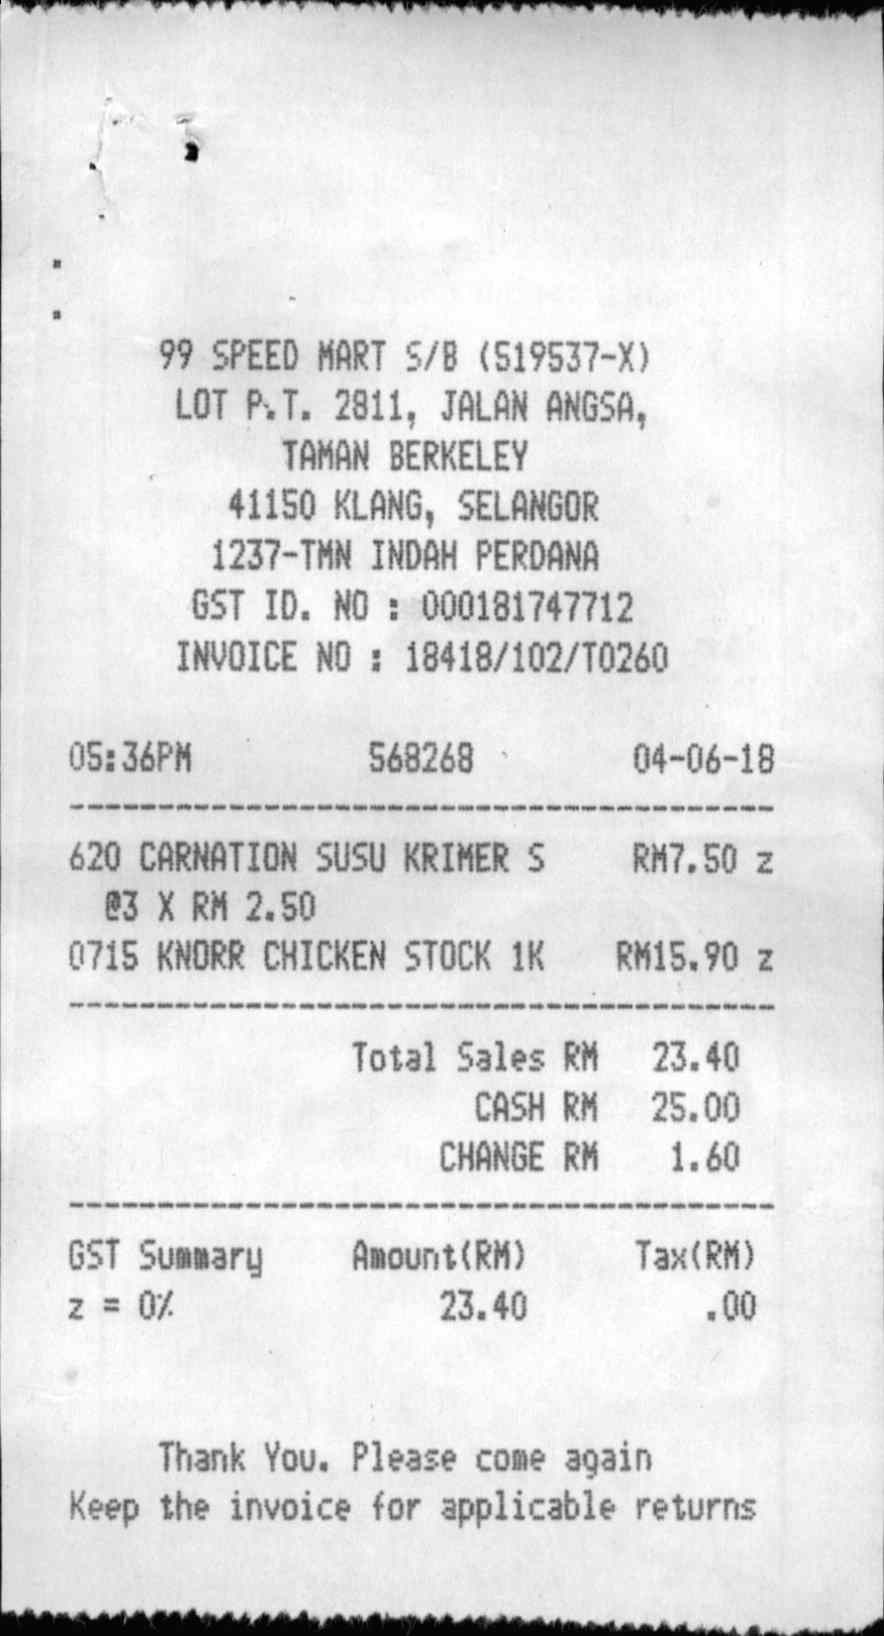 99 SPEED MART S/B (519537-X)
LOT P.T. 2811, JALAN ANGSA,
TAMAN BERKELEY
41150 KLANG, SELANGOR
1237-TMN INDAH PERDANA
GST ID. NO : 000181747712
INVOICE NO : 18418/102/T0260
05:36PM 568268 04-06-18
620 CARNATION SUSU KRIMER S RM7.50 z
@3 X RM 2.50
0715 KNORR CHICKEN STOCK 1K RM15.90 z
Total Sales RM 23.40
CASH RM 25.00
CHANGE RM 1.60
GST Summary Amount(RM) Tax(RM)
z = 0% 23.40 .00
Thank You. Please come again
Keep the invoice for applicable returns